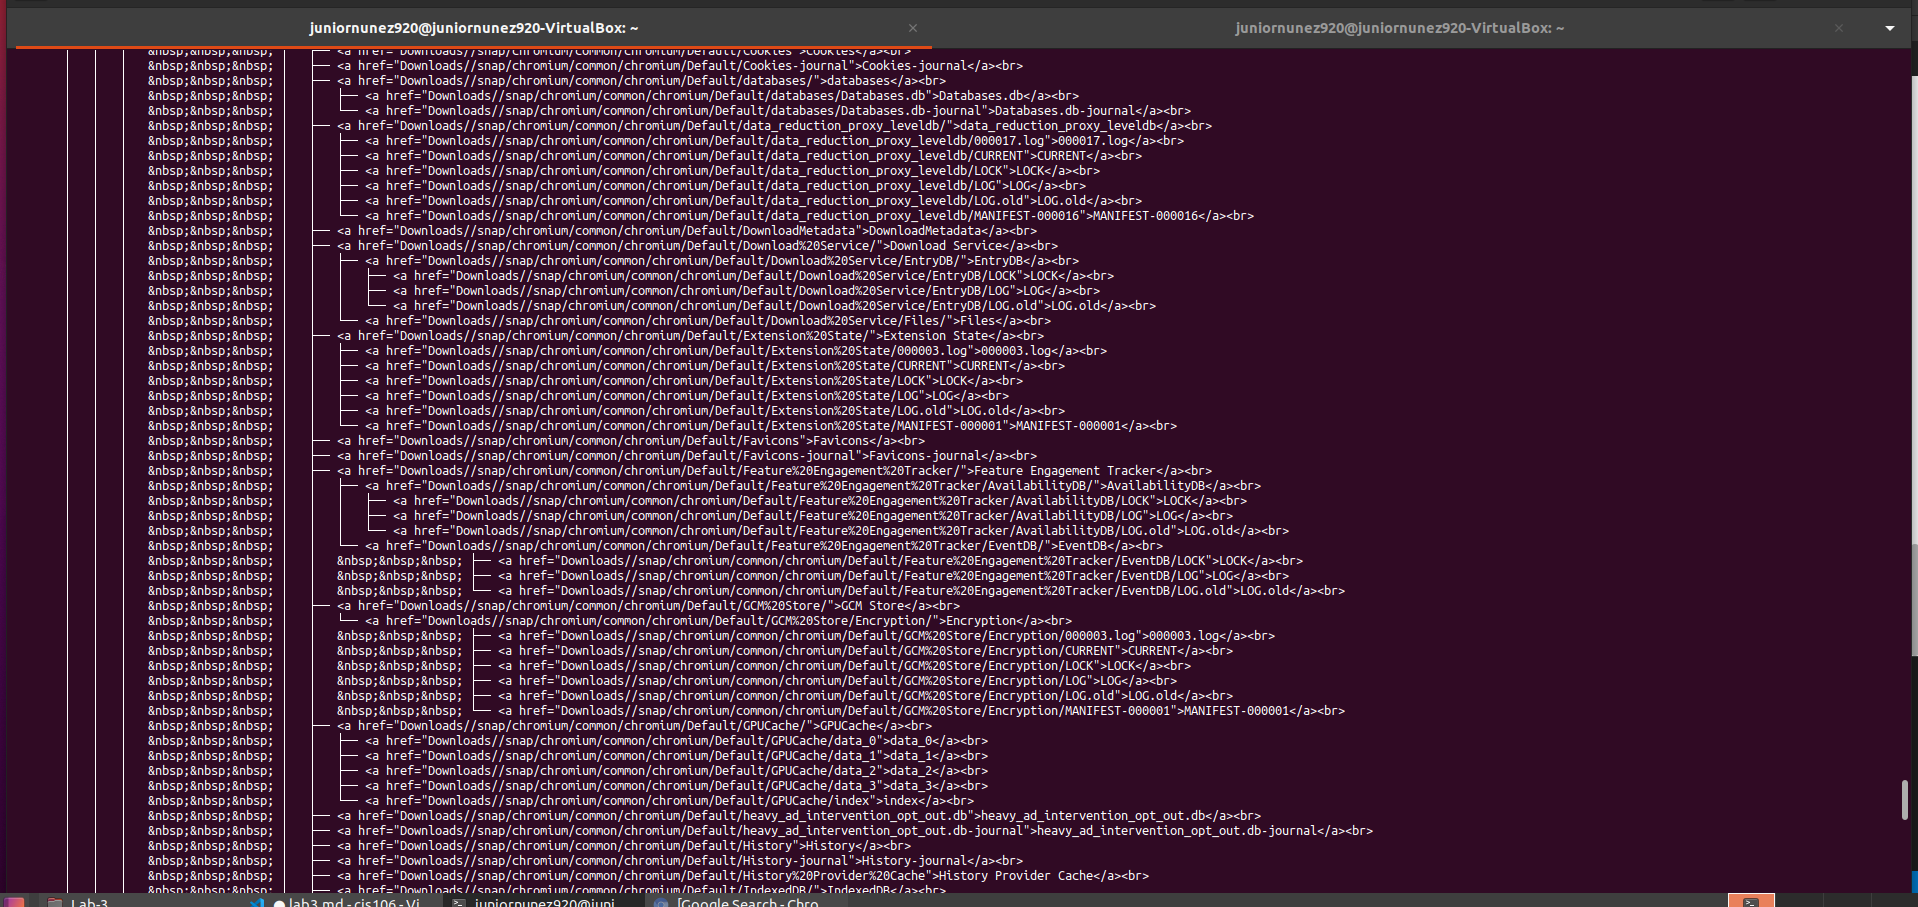 juniornunez920@juniornunez920-VirtualBox: ~ × juniornunez920@juniornunez920-VirtualBox: ~ ×
&nbsp;&nbsp;&nbsp; │ ├── <a href="Downloads//snap/chromium/common/chromium/Default/Cookies">Cookies</a><br>
&nbsp;&nbsp;&nbsp; │ ├── <a href="Downloads//snap/chromium/common/chromium/Default/Cookies-journal">Cookies-journal</a><br>
&nbsp;&nbsp;&nbsp; │ ├── <a href="Downloads//snap/chromium/common/chromium/Default/databases/">databases</a><br>
&nbsp;&nbsp;&nbsp; │ │ ├── <a href="Downloads//snap/chromium/common/chromium/Default/databases/Databases.db">Databases.db</a><br>
&nbsp;&nbsp;&nbsp; │ │ └── <a href="Downloads//snap/chromium/common/chromium/Default/databases/Databases.db-journal">Databases.db-journal</a><br>
&nbsp;&nbsp;&nbsp; │ ├── <a href="Downloads//snap/chromium/common/chromium/Default/data_reduction_proxy_leveldb/">data_reduction_proxy_leveldb</a><br>
&nbsp;&nbsp;&nbsp; │ │ ├── <a href="Downloads//snap/chromium/common/chromium/Default/data_reduction_proxy_leveldb/000017.log">000017.log</a><br>
&nbsp;&nbsp;&nbsp; │ │ ├── <a href="Downloads//snap/chromium/common/chromium/Default/data_reduction_proxy_leveldb/CURRENT">CURRENT</a><br>
&nbsp;&nbsp;&nbsp; │ │ ├── <a href="Downloads//snap/chromium/common/chromium/Default/data_reduction_proxy_leveldb/LOCK">LOCK</a><br>
&nbsp;&nbsp;&nbsp; │ │ ├── <a href="Downloads//snap/chromium/common/chromium/Default/data_reduction_proxy_leveldb/LOG">LOG</a><br>
&nbsp;&nbsp;&nbsp; │ │ ├── <a href="Downloads//snap/chromium/common/chromium/Default/data_reduction_proxy_leveldb/LOG.old">LOG.old</a><br>
&nbsp;&nbsp;&nbsp; │ │ └── <a href="Downloads//snap/chromium/common/chromium/Default/data_reduction_proxy_leveldb/MANIFEST-000016">MANIFEST-000016</a><br>
&nbsp;&nbsp;&nbsp; │ ├── <a href="Downloads//snap/chromium/common/chromium/Default/DownloadMetadata">DownloadMetadata</a><br>
&nbsp;&nbsp;&nbsp; │ ├── <a href="Downloads//snap/chromium/common/chromium/Default/Download%20Service/">Download Service</a><br>
&nbsp;&nbsp;&nbsp; │ │ ├── <a href="Downloads//snap/chromium/common/chromium/Default/Download%20Service/EntryDB/">EntryDB</a><br>
&nbsp;&nbsp;&nbsp; │ │ │ ├── <a href="Downloads//snap/chromium/common/chromium/Default/Download%20Service/EntryDB/LOCK">LOCK</a><br>
&nbsp;&nbsp;&nbsp; │ │ │ ├── <a href="Downloads//snap/chromium/common/chromium/Default/Download%20Service/EntryDB/LOG">LOG</a><br>
&nbsp;&nbsp;&nbsp; │ │ │ └── <a href="Downloads//snap/chromium/common/chromium/Default/Download%20Service/EntryDB/LOG.old">LOG.old</a><br>
&nbsp;&nbsp;&nbsp; │ │ └── <a href="Downloads//snap/chromium/common/chromium/Default/Download%20Service/Files/">Files</a><br>
&nbsp;&nbsp;&nbsp; │ ├── <a href="Downloads//snap/chromium/common/chromium/Default/Extension%20State/">Extension State</a><br>
&nbsp;&nbsp;&nbsp; │ │ ├── <a href="Downloads//snap/chromium/common/chromium/Default/Extension%20State/000003.log">000003.log</a><br>
&nbsp;&nbsp;&nbsp; │ │ ├── <a href="Downloads//snap/chromium/common/chromium/Default/Extension%20State/CURRENT">CURRENT</a><br>
&nbsp;&nbsp;&nbsp; │ │ ├── <a href="Downloads//snap/chromium/common/chromium/Default/Extension%20State/LOCK">LOCK</a><br>
&nbsp;&nbsp;&nbsp; │ │ ├── <a href="Downloads//snap/chromium/common/chromium/Default/Extension%20State/LOG">LOG</a><br>
&nbsp;&nbsp;&nbsp; │ │ ├── <a href="Downloads//snap/chromium/common/chromium/Default/Extension%20State/LOG.old">LOG.old</a><br>
&nbsp;&nbsp;&nbsp; │ │ └── <a href="Downloads//snap/chromium/common/chromium/Default/Extension%20State/MANIFEST-000001">MANIFEST-000001</a><br>
&nbsp;&nbsp;&nbsp; │ ├── <a href="Downloads//snap/chromium/common/chromium/Default/Favicons">Favicons</a><br>
&nbsp;&nbsp;&nbsp; │ ├── <a href="Downloads//snap/chromium/common/chromium/Default/Favicons-journal">Favicons-journal</a><br>
&nbsp;&nbsp;&nbsp; │ ├── <a href="Downloads//snap/chromium/common/chromium/Default/Feature%20Engagement%20Tracker/">Feature Engagement Tracker</a><br>
&nbsp;&nbsp;&nbsp; │ │ ├── <a href="Downloads//snap/chromium/common/chromium/Default/Feature%20Engagement%20Tracker/AvailabilityDB/">AvailabilityDB</a><br>
&nbsp;&nbsp;&nbsp; │ │ │ ├── <a href="Downloads//snap/chromium/common/chromium/Default/Feature%20Engagement%20Tracker/AvailabilityDB/LOCK">LOCK</a><br>
&nbsp;&nbsp;&nbsp; │ │ │ ├── <a href="Downloads//snap/chromium/common/chromium/Default/Feature%20Engagement%20Tracker/AvailabilityDB/LOG">LOG</a><br>
&nbsp;&nbsp;&nbsp; │ │ │ └── <a href="Downloads//snap/chromium/common/chromium/Default/Feature%20Engagement%20Tracker/AvailabilityDB/LOG.old">LOG.old</a><br>
&nbsp;&nbsp;&nbsp; │ │ └── <a href="Downloads//snap/chromium/common/chromium/Default/Feature%20Engagement%20Tracker/EventDB/">EventDB</a><br>
&nbsp;&nbsp;&nbsp; │ │ &nbsp;&nbsp;&nbsp; ├── <a href="Downloads//snap/chromium/common/chromium/Default/Feature%20Engagement%20Tracker/EventDB/LOCK">LOCK</a><br>
&nbsp;&nbsp;&nbsp; │ │ &nbsp;&nbsp;&nbsp; ├── <a href="Downloads//snap/chromium/common/chromium/Default/Feature%20Engagement%20Tracker/EventDB/LOG">LOG</a><br>
&nbsp;&nbsp;&nbsp; │ │ &nbsp;&nbsp;&nbsp; └── <a href="Downloads//snap/chromium/common/chromium/Default/Feature%20Engagement%20Tracker/EventDB/LOG.old">LOG.old</a><br>
&nbsp;&nbsp;&nbsp; │ ├── <a href="Downloads//snap/chromium/common/chromium/Default/GCM%20Store/">GCM Store</a><br>
&nbsp;&nbsp;&nbsp; │ │ └── <a href="Downloads//snap/chromium/common/chromium/Default/GCM%20Store/Encryption/">Encryption</a><br>
&nbsp;&nbsp;&nbsp; │ │ &nbsp;&nbsp;&nbsp; ├── <a href="Downloads//snap/chromium/common/chromium/Default/GCM%20Store/Encryption/000003.log">000003.log</a><br>
&nbsp;&nbsp;&nbsp; │ │ &nbsp;&nbsp;&nbsp; ├── <a href="Downloads//snap/chromium/common/chromium/Default/GCM%20Store/Encryption/CURRENT">CURRENT</a><br>
&nbsp;&nbsp;&nbsp; │ │ &nbsp;&nbsp;&nbsp; ├── <a href="Downloads//snap/chromium/common/chromium/Default/GCM%20Store/Encryption/LOCK">LOCK</a><br>
&nbsp;&nbsp;&nbsp; │ │ &nbsp;&nbsp;&nbsp; ├── <a href="Downloads//snap/chromium/common/chromium/Default/GCM%20Store/Encryption/LOG">LOG</a><br>
&nbsp;&nbsp;&nbsp; │ │ &nbsp;&nbsp;&nbsp; ├── <a href="Downloads//snap/chromium/common/chromium/Default/GCM%20Store/Encryption/LOG.old">LOG.old</a><br>
&nbsp;&nbsp;&nbsp; │ │ &nbsp;&nbsp;&nbsp; └── <a href="Downloads//snap/chromium/common/chromium/Default/GCM%20Store/Encryption/MANIFEST-000001">MANIFEST-000001</a><br>
&nbsp;&nbsp;&nbsp; │ ├── <a href="Downloads//snap/chromium/common/chromium/Default/GPUCache/">GPUCache</a><br>
&nbsp;&nbsp;&nbsp; │ │ ├── <a href="Downloads//snap/chromium/common/chromium/Default/GPUCache/data_0">data_0</a><br>
&nbsp;&nbsp;&nbsp; │ │ ├── <a href="Downloads//snap/chromium/common/chromium/Default/GPUCache/data_1">data_1</a><br>
&nbsp;&nbsp;&nbsp; │ │ ├── <a href="Downloads//snap/chromium/common/chromium/Default/GPUCache/data_2">data_2</a><br>
&nbsp;&nbsp;&nbsp; │ │ ├── <a href="Downloads//snap/chromium/common/chromium/Default/GPUCache/data_3">data_3</a><br>
&nbsp;&nbsp;&nbsp; │ │ └── <a href="Downloads//snap/chromium/common/chromium/Default/GPUCache/index">index</a><br>
&nbsp;&nbsp;&nbsp; │ ├── <a href="Downloads//snap/chromium/common/chromium/Default/heavy_ad_intervention_opt_out.db">heavy_ad_intervention_opt_out.db</a><br>
&nbsp;&nbsp;&nbsp; │ ├── <a href="Downloads//snap/chromium/common/chromium/Default/heavy_ad_intervention_opt_out.db-journal">heavy_ad_intervention_opt_out.db-journal</a><br>
&nbsp;&nbsp;&nbsp; │ ├── <a href="Downloads//snap/chromium/common/chromium/Default/History">History</a><br>
&nbsp;&nbsp;&nbsp; │ ├── <a href="Downloads//snap/chromium/common/chromium/Default/History-journal">History-journal</a><br>
&nbsp;&nbsp;&nbsp; │ ├── <a href="Downloads//snap/chromium/common/chromium/Default/History%20Provider%20Cache">History Provider Cache</a><br>
&nbsp;&nbsp;&nbsp; │ ├── <a href="Downloads//snap/chromium/common/chromium/Default/IndexedDB/">IndexedDB</a><br>
Lab-3 ● lab3.md - cis106 - Vi juniornunez920@juni [Google Search - Chro